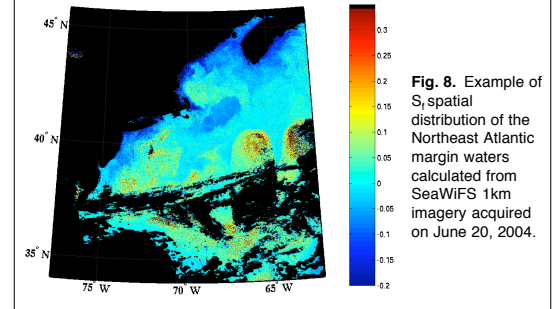 45° N
40° N
35° N
75° W
70° W
65° W
0.3
0.25
0.2
0.15
0.1
0.05
0
-0.05
-0.1
-0.15
-0.2
Fig. 8. Example of
Sf spatial
distribution of the
Northeast Atlantic
margin waters
calculated from
SeaWiFS 1km
imagery acquired
on June 20, 2004.